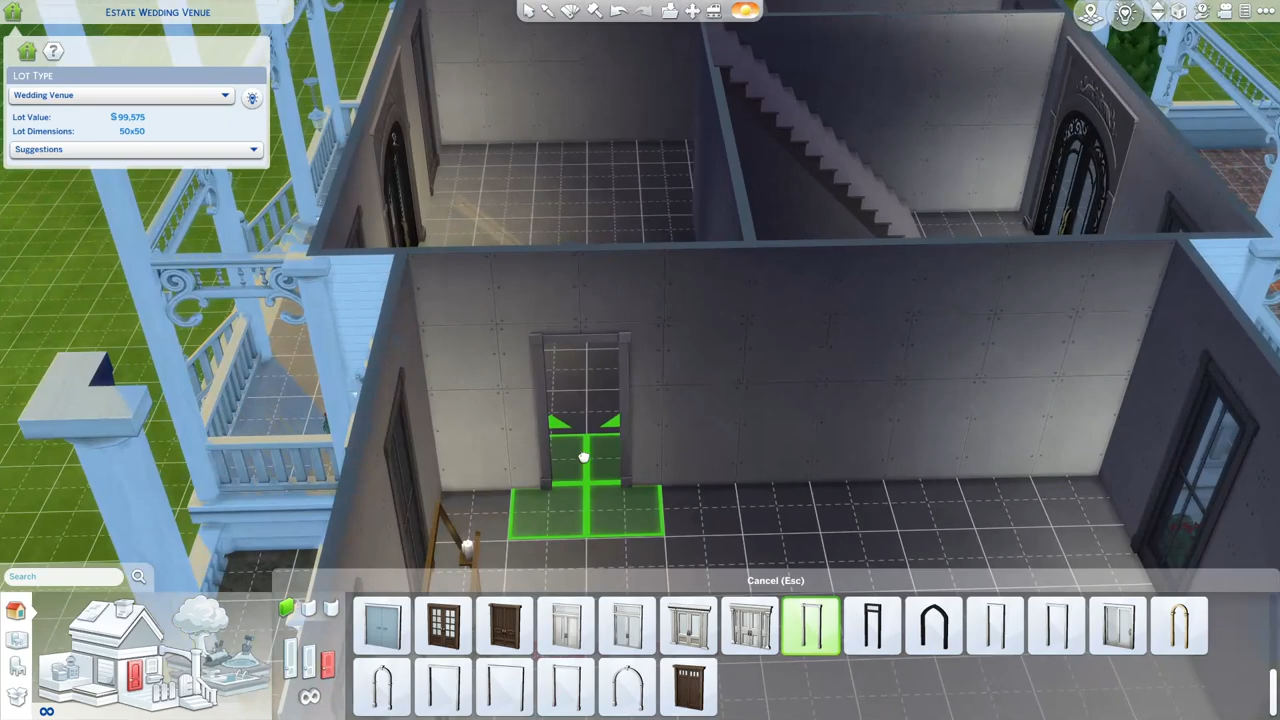 ESTATE WEDDING VENUE
?
LOT TYPE
Wedding Venue
Lot Value: §99,575
Lot Dimensions: 50x50
Suggestions
Cancel (Esc)
Search